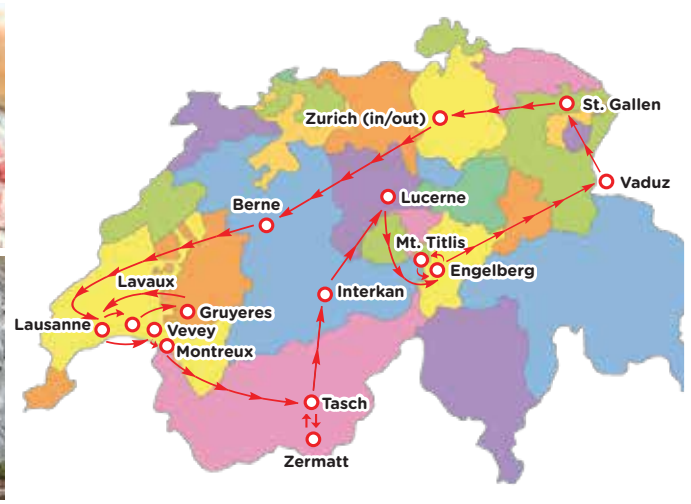 St. Gallen
Zurich (in/out)
Vaduz
Lucerne
Berne
Mt. Titlis
Engelberg
Lavaux
Interkan
Gruyeres
Lausanne
Vevey
Montreux
Tasch
Zermatt